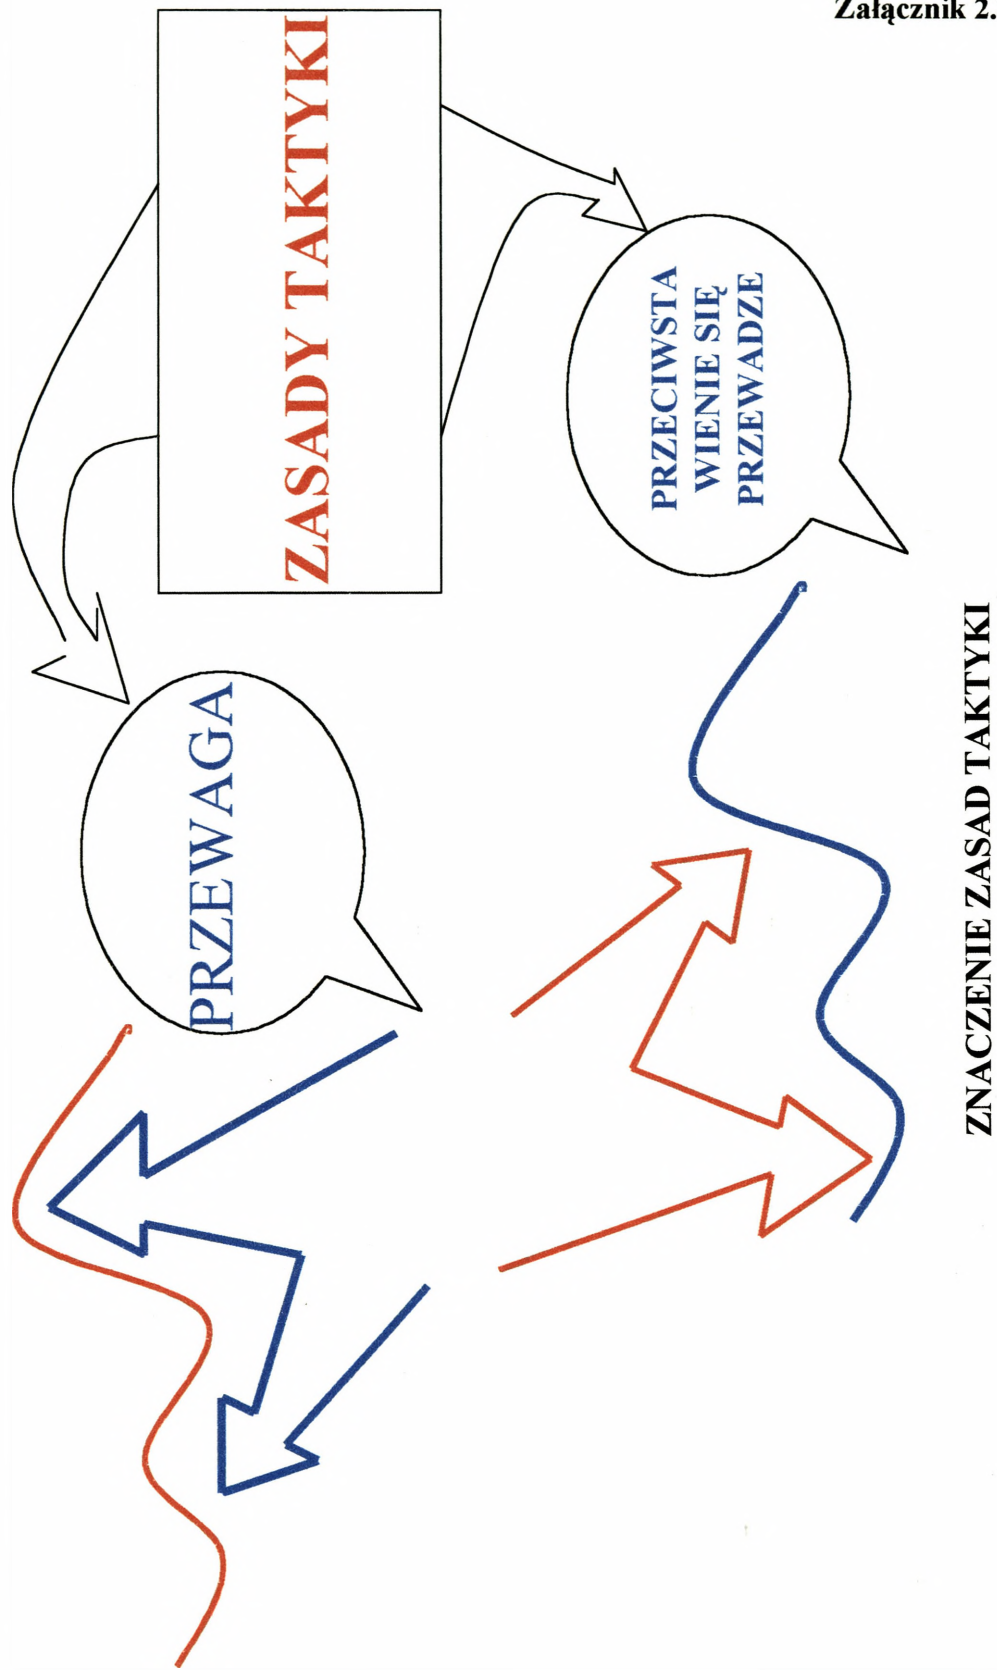 Załącznik 2.
ZASADY TAKTYKI
PRZECIWSTA
WIENIE SIĘ
PRZEWADZE
PRZEWAGA
ZNACZENIE ZASAD TAKTYKI